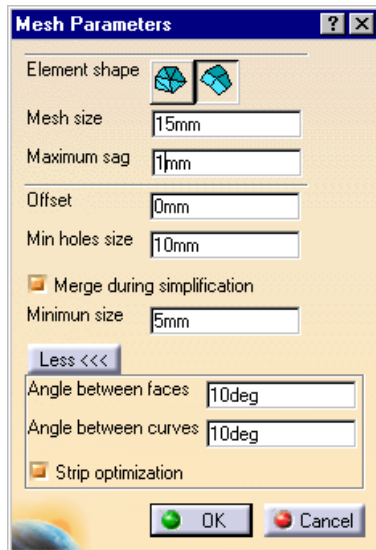 Mesh Parameters
Element shape
Mesh size 15mm
Maximum sag 1mm
Offset 0mm
Min holes size 10mm
Merge during simplification
Minimun size 5mm
Less <<<
Angle between faces 10deg
Angle between curves 10deg
Strip optimization
OK Cancel